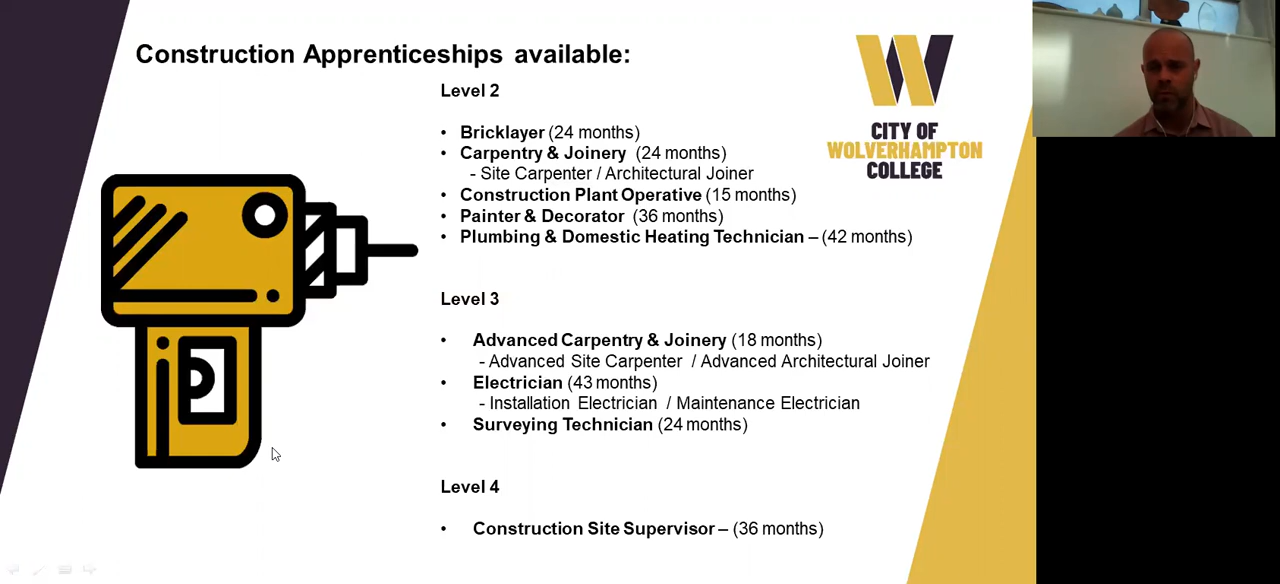 Construction Apprenticeships available:
Level 2
• Bricklayer (24 months)
• Carpentry & Joinery (24 months)
- Site Carpenter / Architectural Joiner
• Construction Plant Operative (15 months)
• Painter & Decorator (36 months)
• Plumbing & Domestic Heating Technician – (42 months)
Level 3
• Advanced Carpentry & Joinery (18 months)
- Advanced Site Carpenter / Advanced Architectural Joiner
• Electrician (43 months)
- Installation Electrician / Maintenance Electrician
• Surveying Technician (24 months)
Level 4
• Construction Site Supervisor – (36 months)
CITY OF
WOLVERHAMPTON
COLLEGE